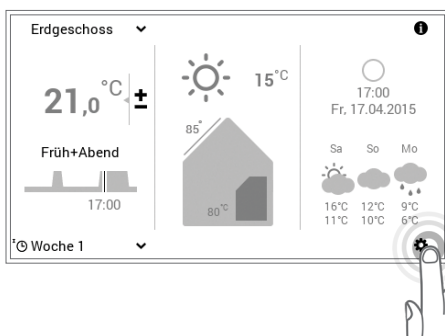 Erdgeschoss
21,0 °C ±
Früh+Abend
17:00
Woche 1
15°C
85°
80°C
17:00
Fr, 17.04.2015
Sa So Mo
16°C 12°C 9°C
11°C 10°C 6°C